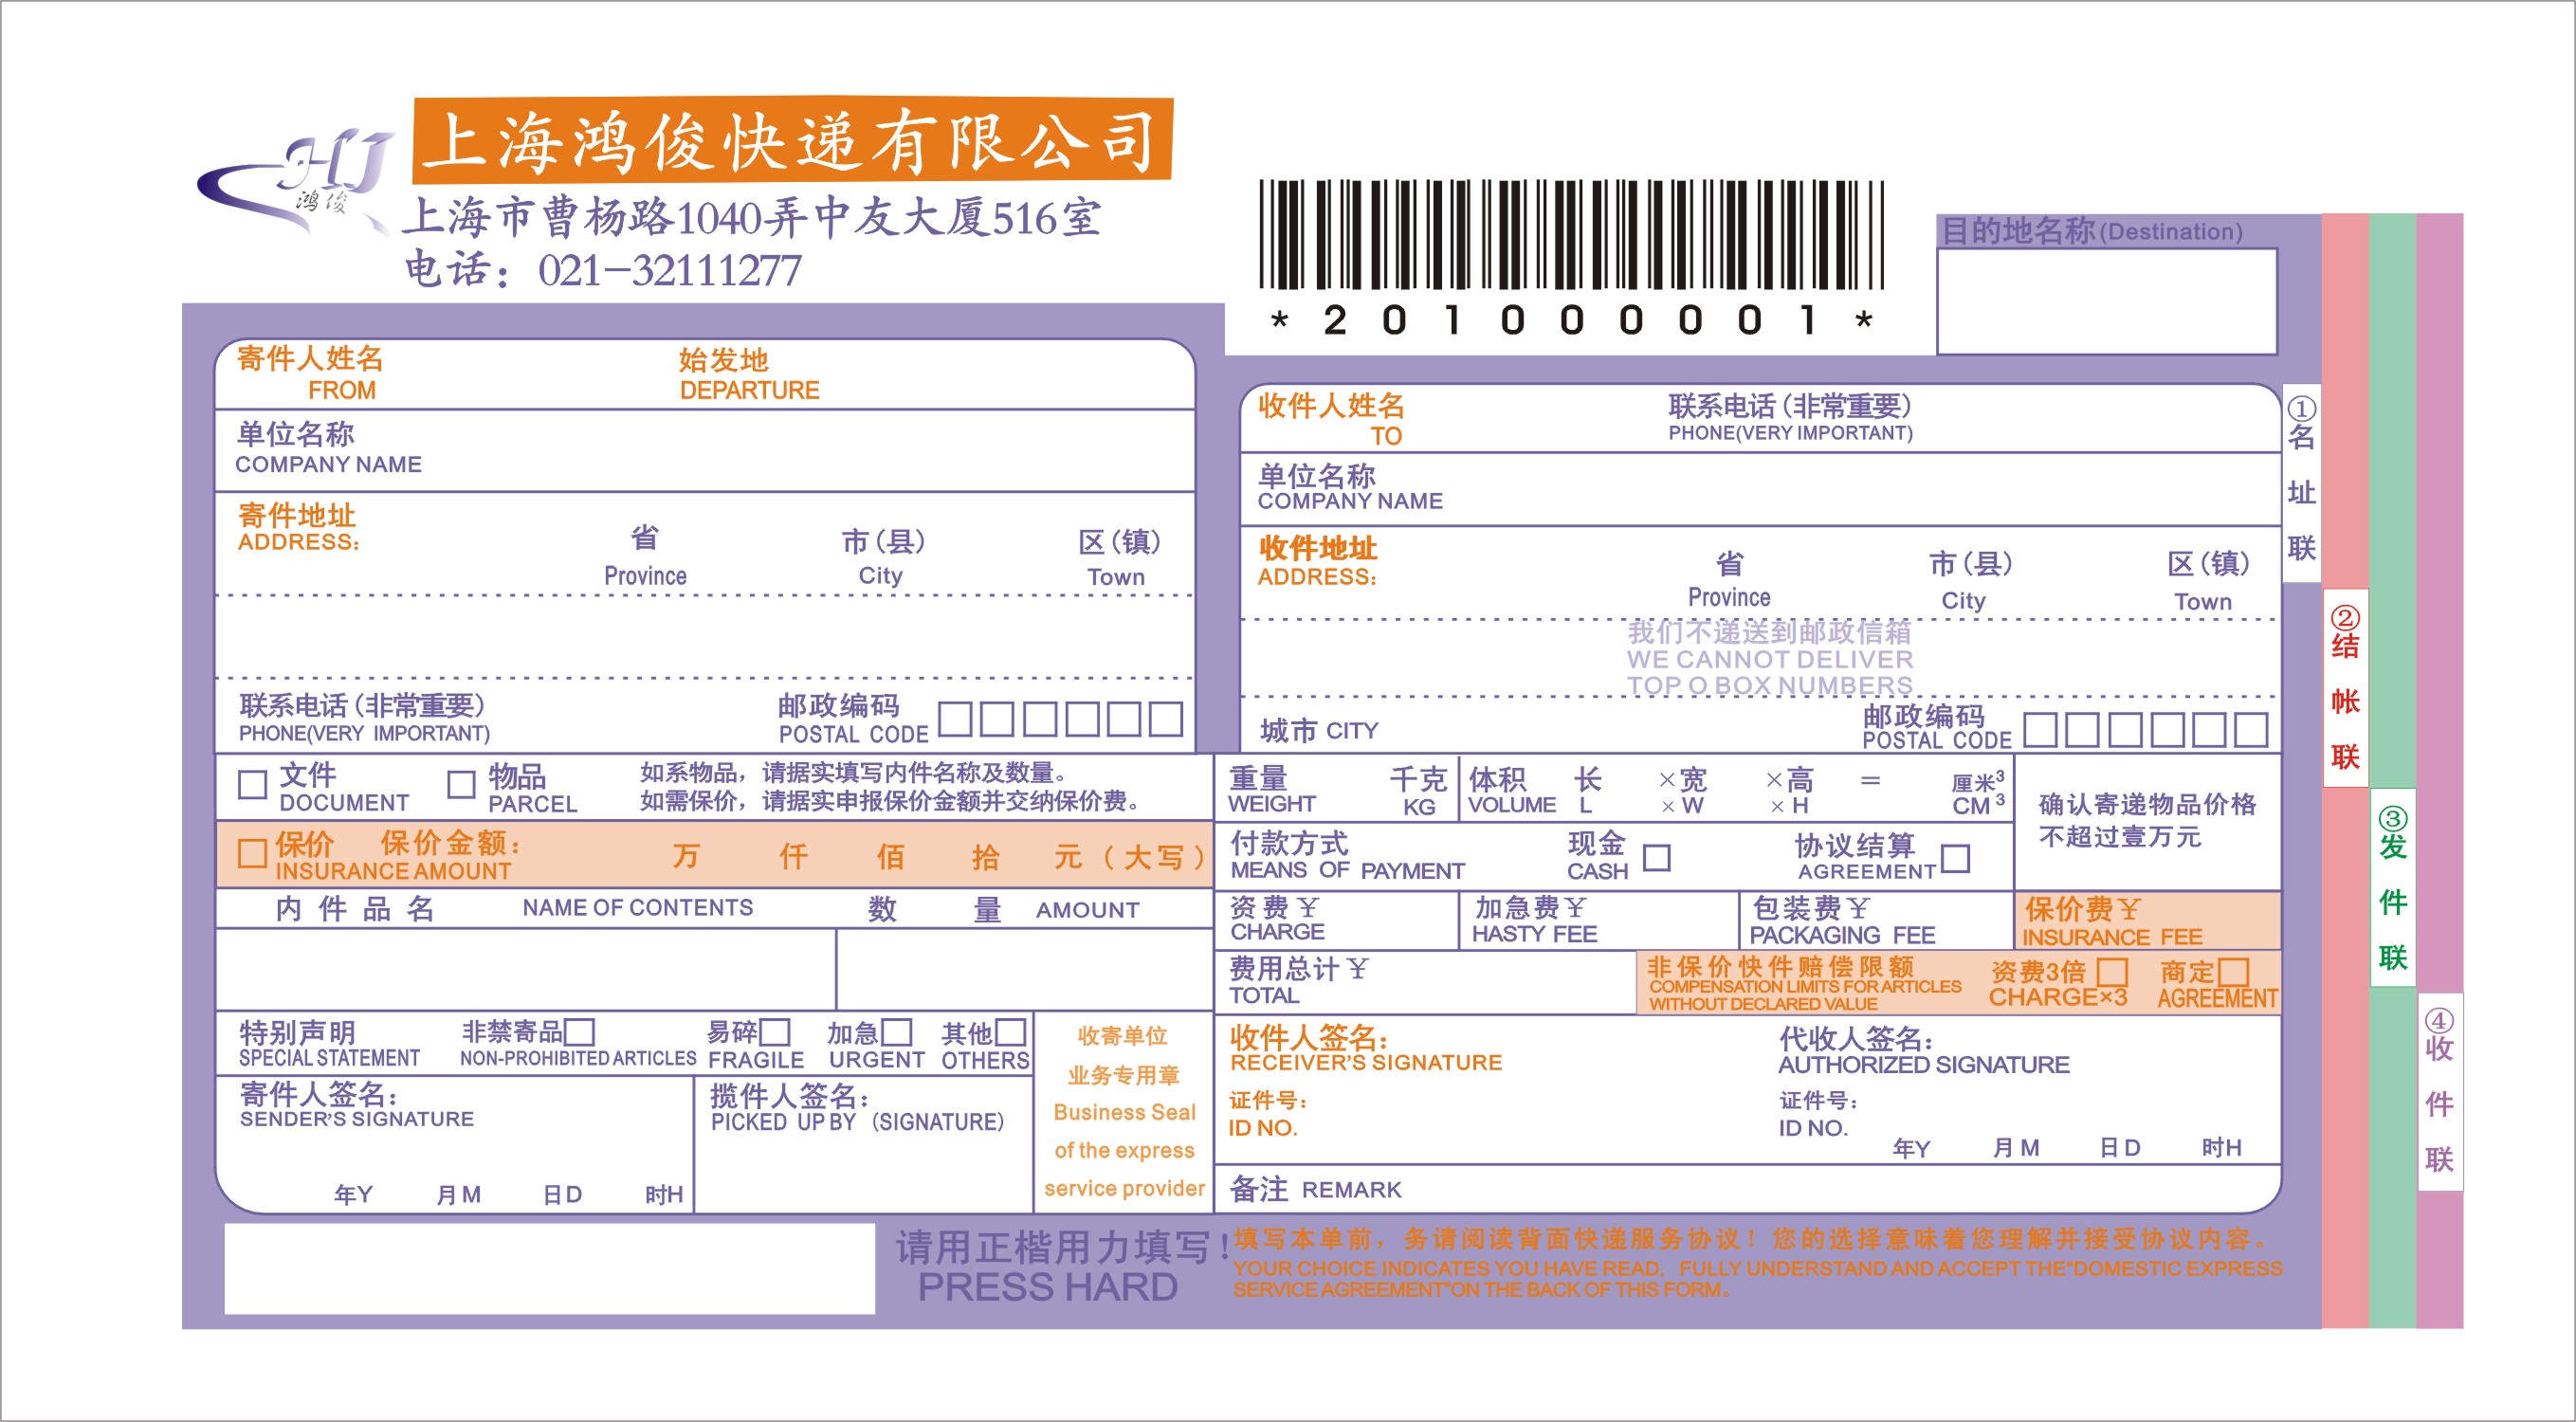 HJ
鸿俊
上海鸿俊快递有限公司
上海市曹杨路1040弄中友大厦516室
电话：021-32111277
*201000001*
目的地名称(Destination)
寄件人姓名 始发地
FROM DEPARTURE
单位名称
COMPANY NAME
寄件地址
ADDRESS:
省 市(县) 区(镇)
Province City Town
联系电话(非常重要) 邮政编码
PHONE(VERY IMPORTANT) POSTAL CODE
收件人姓名 联系电话(非常重要)
TO PHONE(VERY IMPORTANT)
单位名称
COMPANY NAME
收件地址
ADDRESS:
省 市(县) 区(镇)
Province City Town
我们不递送到邮政信箱
WE CANNOT DELIVER
TOP O BOX NUMBERS
城市 CITY
邮政编码
POSTAL CODE
文件 物品
DOCUMENT PARCEL
如系物品，请据实填写内件名称及数量。
如需保价，请据实申报保价金额并交纳保价费。
保价 保价金额： 万 仟 佰 拾 元（大写）
INSURANCE AMOUNT
内件品名 NAME OF CONTENTS 数 量 AMOUNT
特别声明 非禁寄品 易碎 加急 其他
SPECIAL STATEMENT NON-PROHIBITED ARTICLES FRAGILE URGENT OTHERS
寄件人签名：
SENDER'S SIGNATURE
年Y 月M 日D 时H
揽件人签名：
PICKED UP BY (SIGNATURE)
收寄单位
业务专用章
Business Seal
of the express
service provider
重量 千克 体积 长 ×宽 ×高 = 厘米3
WEIGHT KG VOLUME L ×W ×H CM3
确认寄递物品价格
不超过壹万元
付款方式 现金 协议结算
MEANS OF PAYMENT CASH AGREEMENT
资费￥ 加急费￥ 包装费￥ 保价费￥
CHARGE HASTY FEE PACKAGING FEE INSURANCE FEE
费用总计￥
TOTAL
非保价快件赔偿限额 资费3倍 商定
COMPENSATION LIMITS FOR ARTICLES
WITHOUT DECLARED VALUE
CHARGE×3 AGREEMENT
收件人签名： 代收人签名：
RECEIVER'S SIGNATURE AUTHORIZED SIGNATURE
证件号： 证件号：
ID NO. ID NO.
年Y 月M 日D 时H
备注 REMARK
请用正楷用力填写！
PRESS HARD
填写本单前，务请阅读背面快递服务协议！您的选择意味着您理解并接受协议内容。
YOUR CHOICE INDICATES YOU HAVE READ, FULLY UNDERSTAND AND ACCEPT THE"DOMESTIC EXPRESS
SERVICE AGREEMENT"ON THE BACK OF THIS FORM。
①名址联
②结帐联
③发件联
④收件联